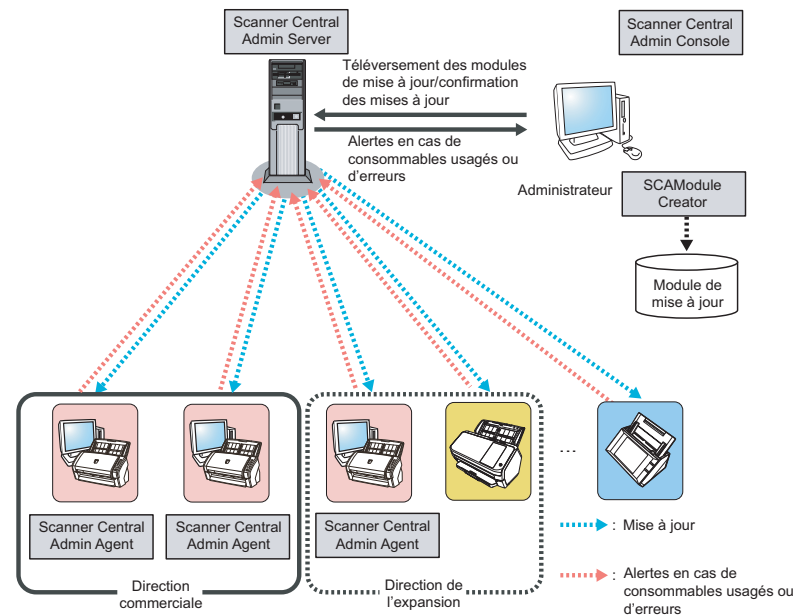 Scanner Central
Admin Server
Scanner Central
Admin Console
Téléversement des modules
de mise à jour/confirmation
des mises à jour
Alertes en cas de
consommables usagés ou
d'erreurs
Administrateur
SCAModule
Creator
Module de
mise à jour
...
Scanner Central
Admin Agent
Scanner Central
Admin Agent
Scanner Central
Admin Agent
Direction
commerciale
Direction de
l'expansion
: Mise à jour
: Alertes en cas de
consommables usagés ou
d'erreurs